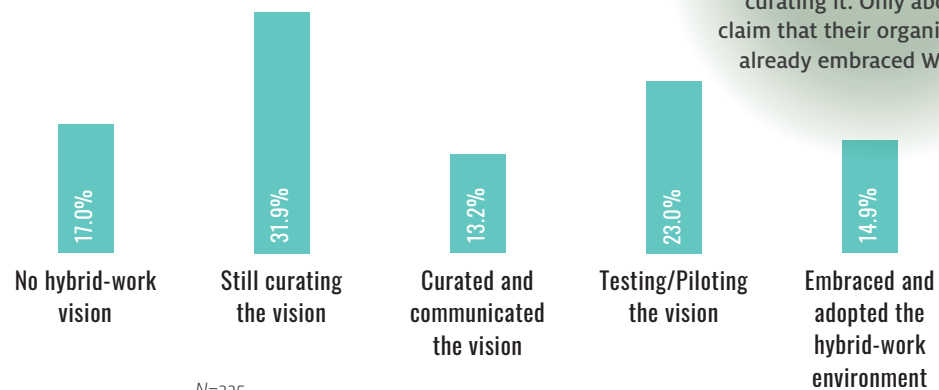 curating it. Only
claim that their
already embraced
17.0%
31.9%
13.2%
23.0%
14.9%
No hybrid-work
vision
Still curating
the vision
Curated and
communicated
the vision
Testing/Piloting
the vision
Embraced and
adopted the
hybrid-work
environment